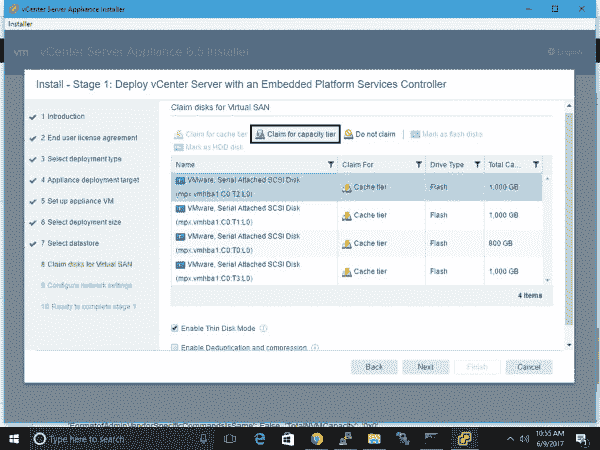 vCenter Server Appliance Installer
Installer
vm vCenter Server Appliance 6.5 Installer
English
Install - Stage 1: Deploy vCenter Server with an Embedded Platform Services Controller
1 Introduction
2 End user license agreement
3 Select deployment type
4 Appliance deployment target
5 Set up appliance VM
6 Select deployment size
7 Select datastore
8 Claim disks for Virtual SAN
9 Configure network settings
10 Ready to complete stage 1
Claim disks for Virtual SAN
Claim for cache tier Claim for capacity tier Do not claim Mark as flash disks
Mark as HDD disk
Name Claim For Drive Type Total Ca...
VMware, Serial Attached SCSI Disk
(mpx.vmhba1:C0:T2:L0) Cache tier Flash 1,000 GB
VMware, Serial Attached SCSI Disk
(mpx.vmhba1:C0:T1:L0) Cache tier Flash 1,000 GB
VMware, Serial Attached SCSI Disk
(mpx.vmhba1:C0:T0:L0) Cache tier Flash 800 GB
VMware, Serial Attached SCSI Disk
(mpx.vmhba1:C0:T3:L0) Cache tier Flash 1,000 GB
4 items
Enable Thin Disk Mode
Enable Deduplication and compression
Back Next Finish Cancel
Type here to search
10:55 AM
6/9/2017